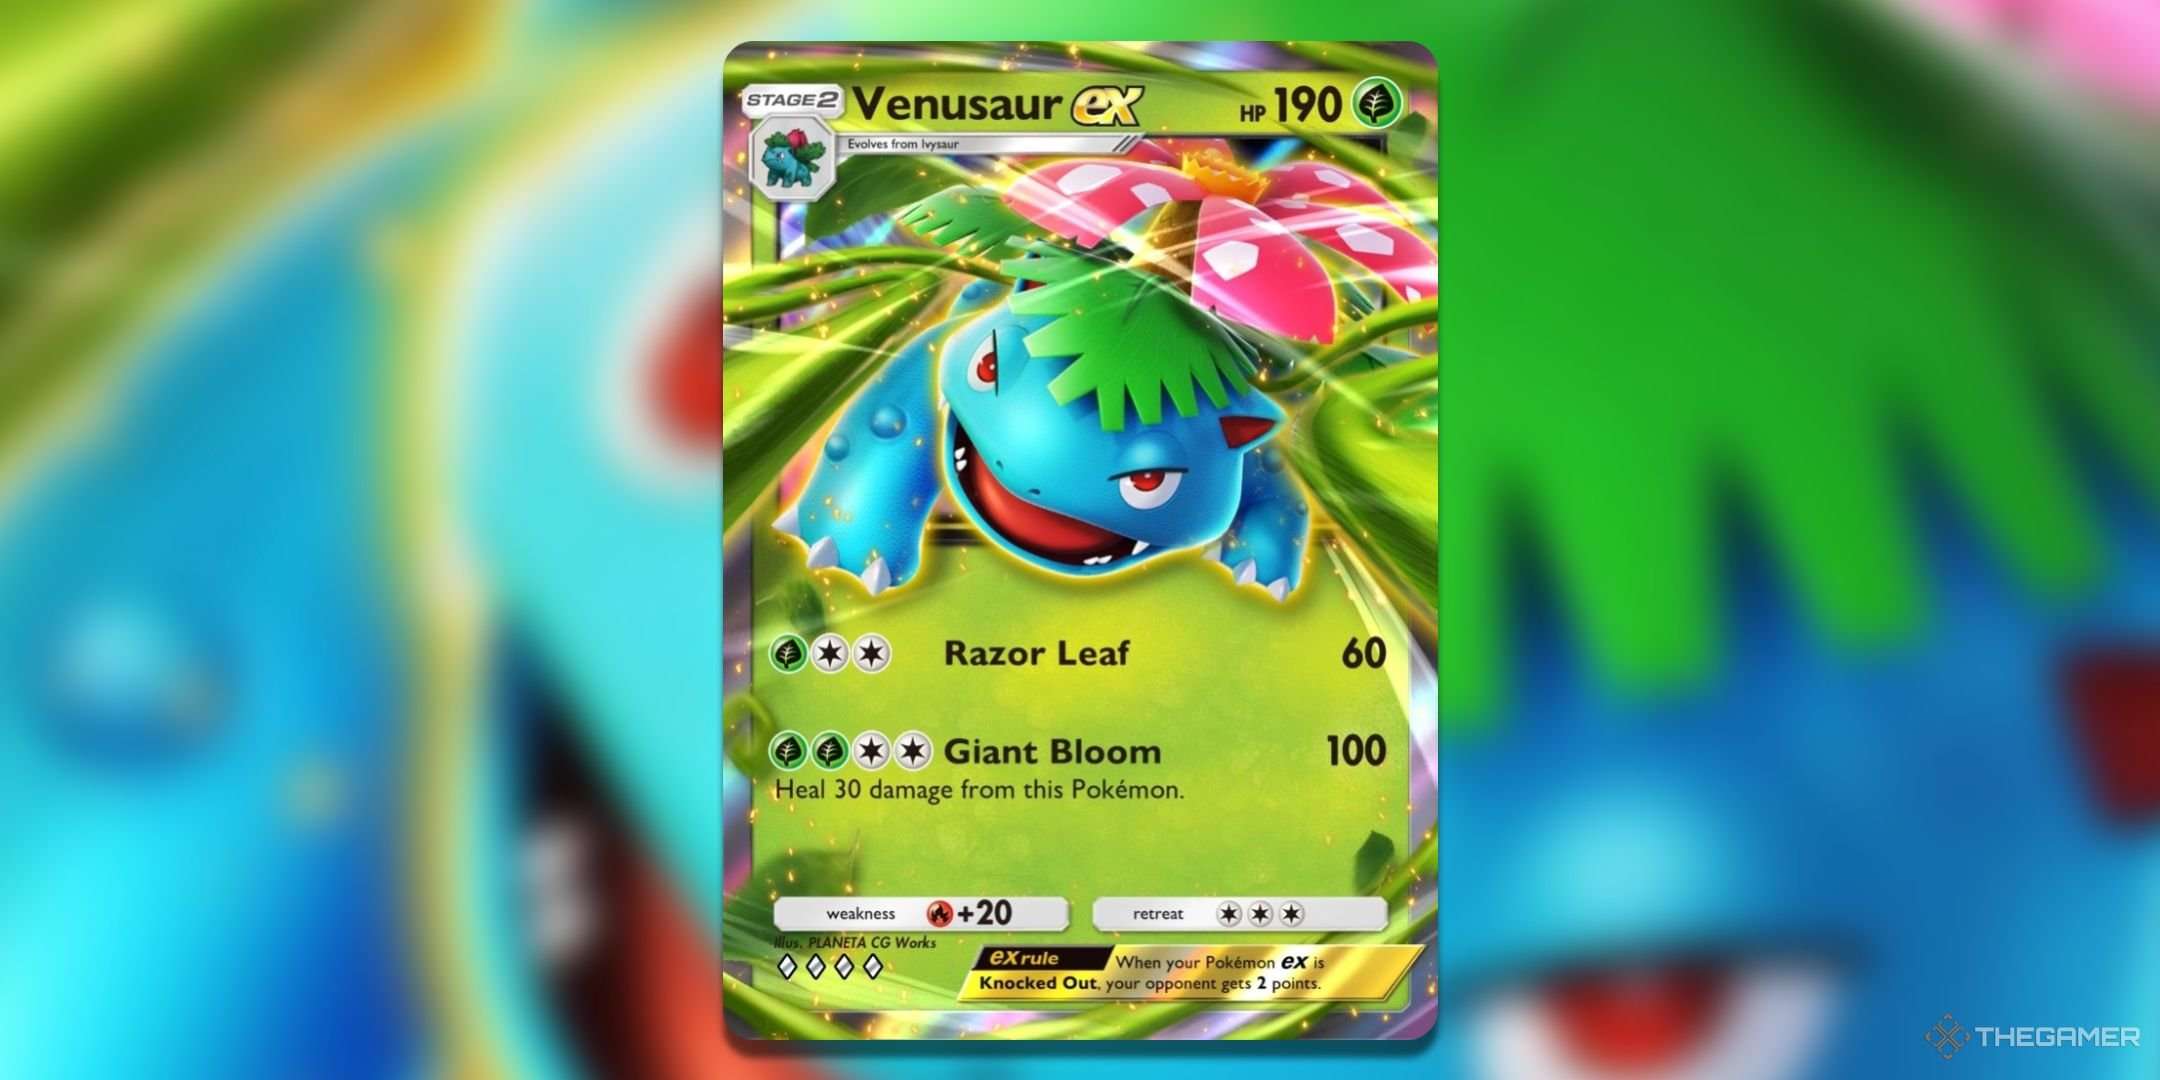 STAGE2 Venusaur ex HP 190
Evolves from Ivysaur
Razor Leaf 60
Giant Bloom 100
Heal 30 damage from this Pokémon.
weakness +20 retreat
Illus. PLANETA CG Works
ex rule When your Pokémon ex is
Knocked Out, your opponent gets 2 points.
THEGAMER